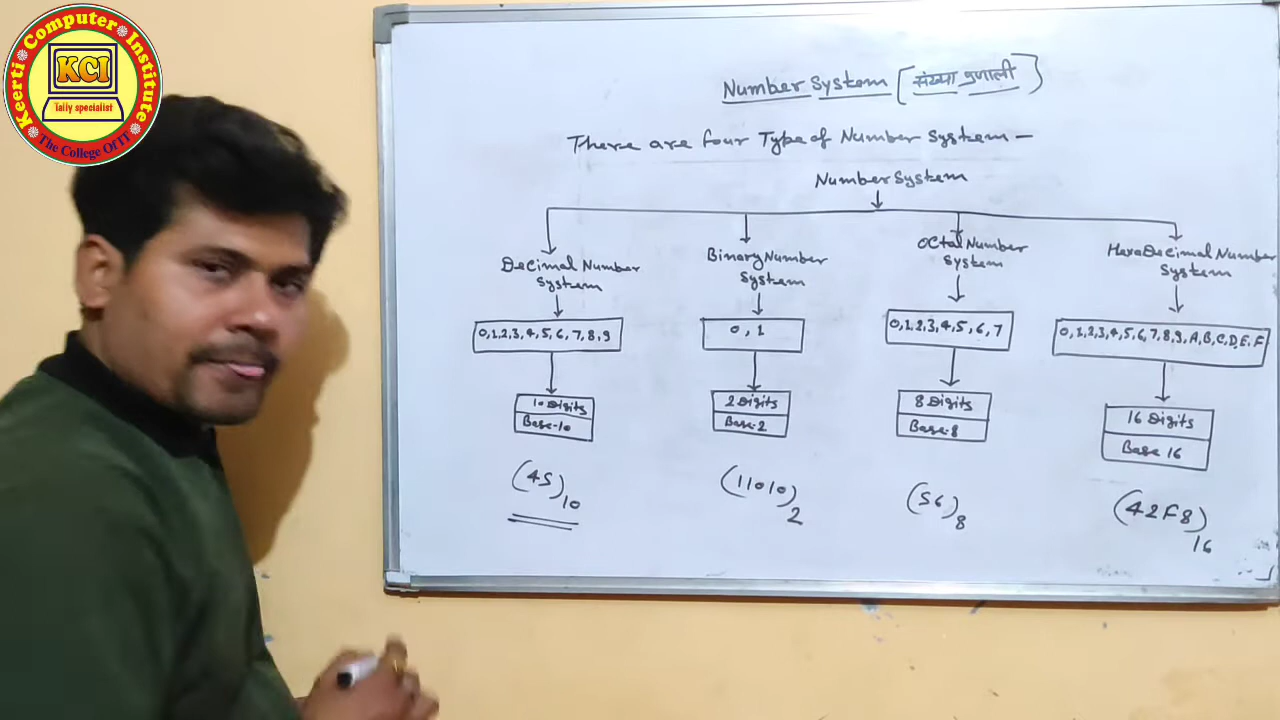 Keerti Computer Institute
KCI
Tally specialist
The College Of IT
Number System [संख्या प्रणाली]
There are four Type of Number System -
Number System
Decimal Number
System
Binary Number
System
Octal Number
System
HexaDecimal Number
System
0,1,2,3,4,5,6,7,8,9
0,1
0,1,2,3,4,5,6,7
0,1,2,3,4,5,6,7,8,9,A,B,C,D,E,F
10 Digits
Base-10
2 Digits
Base-2
8 Digits
Base-8
16 Digits
Base 16
(45)10
(11010)2
(56)8
(42F8)16